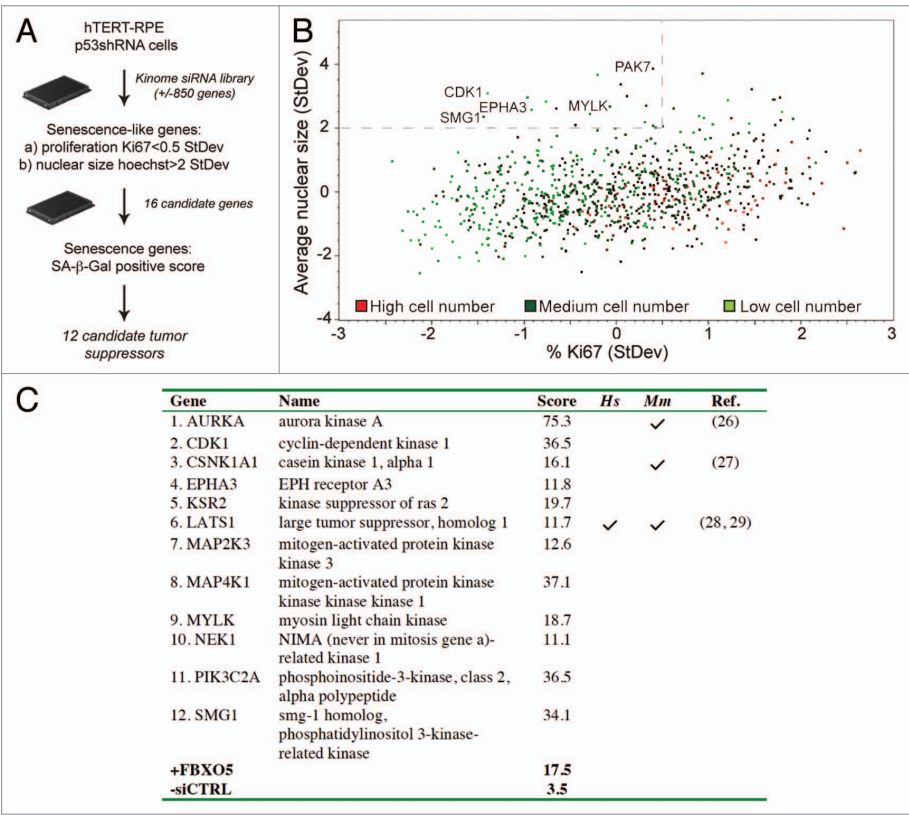 A
hTERT-RPE
p53shRNA cells
Kinome siRNA library
(+/-850 genes)
Senescence-like genes:
a) proliferation Ki67<0.5 StDev
b) nuclear size hoechst>2 StDev
16 candidate genes
Senescence genes:
SA-β-Gal positive score
12 candidate tumor
suppressors
B
Average nuclear size (StDev)
4
2
0
-2
-4
PAK7
CDK1
EPHA3
MYLK
SMG1
High cell number Medium cell number Low cell number
-3 -2 -1 0 1 2 3
% Ki67 (StDev)
C
Gene Name Score Hs Mm Ref.
1. AURKA aurora kinase A 75.3 ✓ (26)
2. CDK1 cyclin-dependent kinase 1 36.5
3. CSNK1A1 casein kinase 1, alpha 1 16.1 ✓ (27)
4. EPHA3 EPH receptor A3 11.8
5. KSR2 kinase suppressor of ras 2 19.7
6. LATS1 large tumor suppressor, homolog 1 11.7 ✓ ✓ (28, 29)
7. MAP2K3 mitogen-activated protein kinase 12.6
kinase 3
8. MAP4K1 mitogen-activated protein kinase 37.1
kinase kinase kinase 1
9. MYLK myosin light chain kinase 18.7
10. NEK1 NIMA (never in mitosis gene a)- 11.1
related kinase 1
11. PIK3C2A phosphoinositide-3-kinase, class 2, 36.5
alpha polypeptide
12. SMG1 smg-1 homolog, 34.1
phosphatidylinositol 3-kinase-
related kinase
+FBXO5 17.5
-siCTRL 3.5